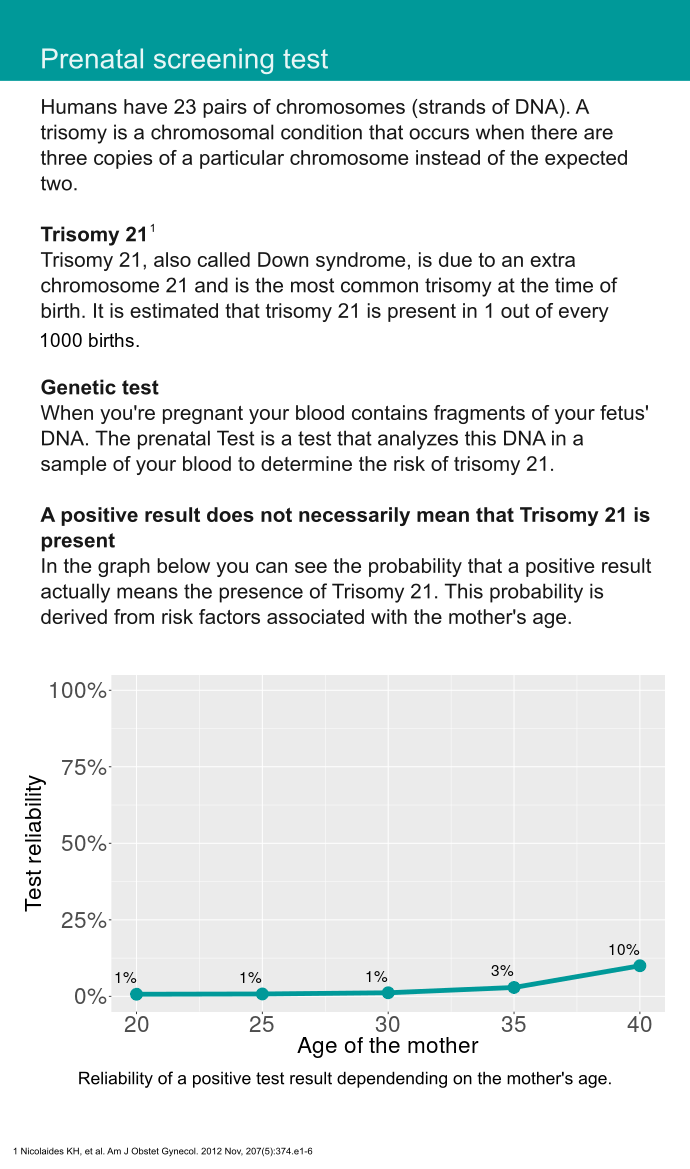 Prenatal screening test
Humans have 23 pairs of chromosomes (strands of DNA). A
trisomy is a chromosomal condition that occurs when there are
three copies of a particular chromosome instead of the expected
two.
Trisomy 21¹
Trisomy 21, also called Down syndrome, is due to an extra
chromosome 21 and is the most common trisomy at the time of
birth. It is estimated that trisomy 21 is present in 1 out of every
1000 births.
Genetic test
When you're pregnant your blood contains fragments of your fetus'
DNA. The prenatal Test is a test that analyzes this DNA in a
sample of your blood to determine the risk of trisomy 21.
A positive result does not necessarily mean that Trisomy 21 is
present
In the graph below you can see the probability that a positive result
actually means the presence of Trisomy 21. This probability is
derived from risk factors associated with the mother's age.
100%
75%
50%
25%
0%
Test reliability
1%
1%
1%
3%
10%
20 25 30 35 40
Age of the mother
Reliability of a positive test result dependending on the mother's age.
1 Nicolaides KH, et al. Am J Obstet Gynecol. 2012 Nov, 207(5):374.e1-6